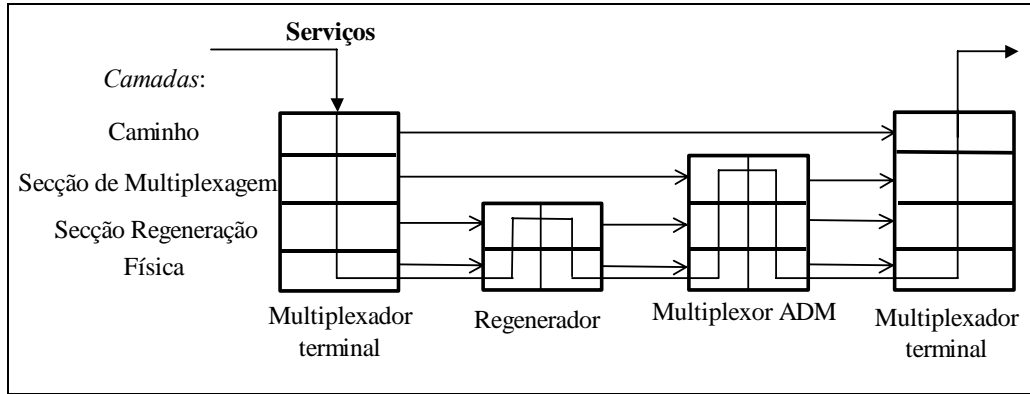 Serviços
Camadas:
Caminho
Secção de Multiplexagem
Secção Regeneração
Física
Multiplexador
terminal
Regenerador
Multiplexor ADM
Multiplexador
terminal